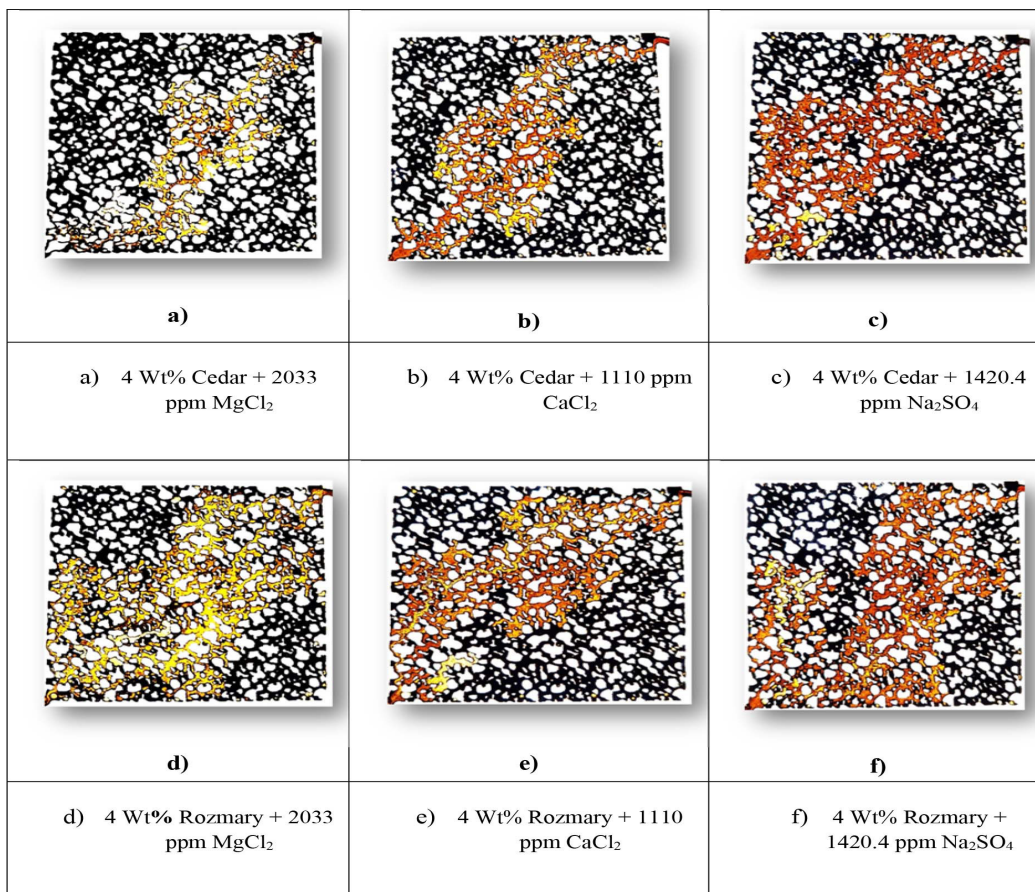 a)
b)
c)
a) 4 Wt% Cedar + 2033
ppm MgCl₂
b) 4 Wt% Cedar + 1110 ppm
CaCl₂
c) 4 Wt% Cedar + 1420.4
ppm Na₂SO₄
d)
e)
f)
d) 4 Wt% Rozmary + 2033
ppm MgCl₂
e) 4 Wt% Rozmary + 1110
ppm CaCl₂
f) 4 Wt% Rozmary +
1420.4 ppm Na₂SO₄